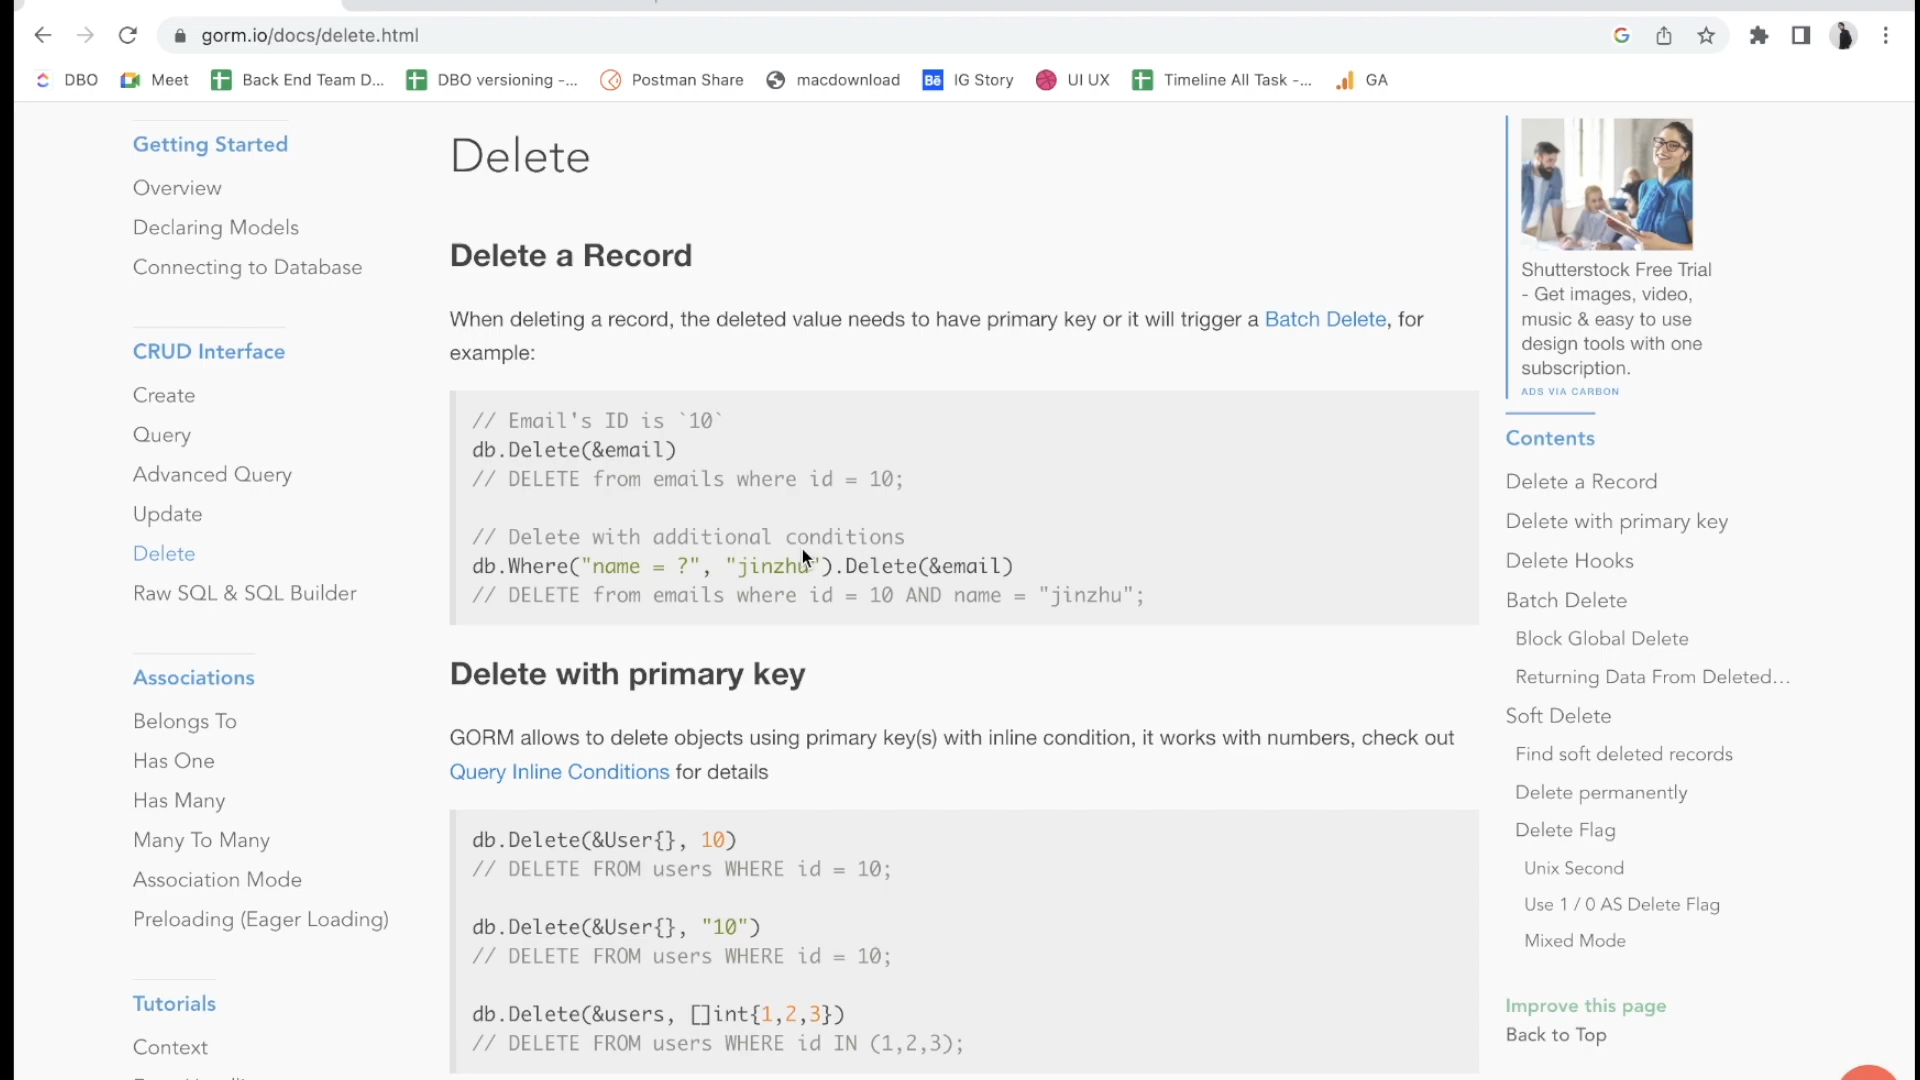 gorm.io/docs/delete.html
DBO
Meet
Back End Team D...
DBO versioning -...
Postman Share
macdownload
Bē
IG Story
UI UX
Timeline All Task -...
GA
Getting Started
Overview
Declaring Models
Connecting to Database
CRUD Interface
Create
Query
Advanced Query
Update
Delete
Raw SQL & SQL Builder
Associations
Belongs To
Has One
Has Many
Many To Many
Association Mode
Preloading (Eager Loading)
Tutorials
Context
Delete
Delete a Record
When deleting a record, the deleted value needs to have primary key or it will trigger a Batch Delete, for
example:
// Email's ID is `10`
db.Delete(&email)
// DELETE from emails where id = 10;
// Delete with additional conditions
db.Where("name = ?", "jinzhu").Delete(&email)
// DELETE from emails where id = 10 AND name = "jinzhu";
Delete with primary key
GORM allows to delete objects using primary key(s) with inline condition, it works with numbers, check out
Query Inline Conditions for details
db.Delete(&User{}, 10)
// DELETE FROM users WHERE id = 10;
db.Delete(&User{}, "10")
// DELETE FROM users WHERE id = 10;
db.Delete(&users, []int{1,2,3})
// DELETE FROM users WHERE id IN (1,2,3);
Shutterstock Free Trial
- Get images, video,
music & easy to use
design tools with one
subscription.
ADS VIA CARBON
Contents
Delete a Record
Delete with primary key
Delete Hooks
Batch Delete
Block Global Delete
Returning Data From Deleted...
Soft Delete
Find soft deleted records
Delete permanently
Delete Flag
Unix Second
Use 1 / 0 AS Delete Flag
Mixed Mode
Improve this page
Back to Top